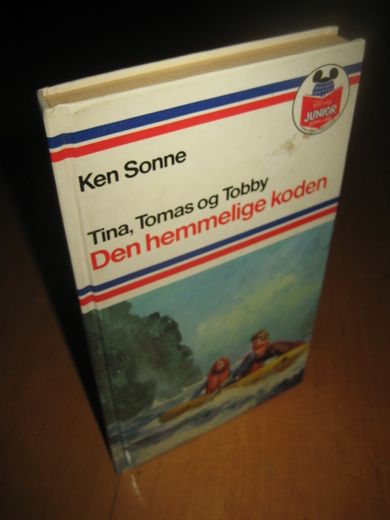 Ken Sonne
Tina, Tomas og Tobby
Den hemmelige koden
JUNIOR